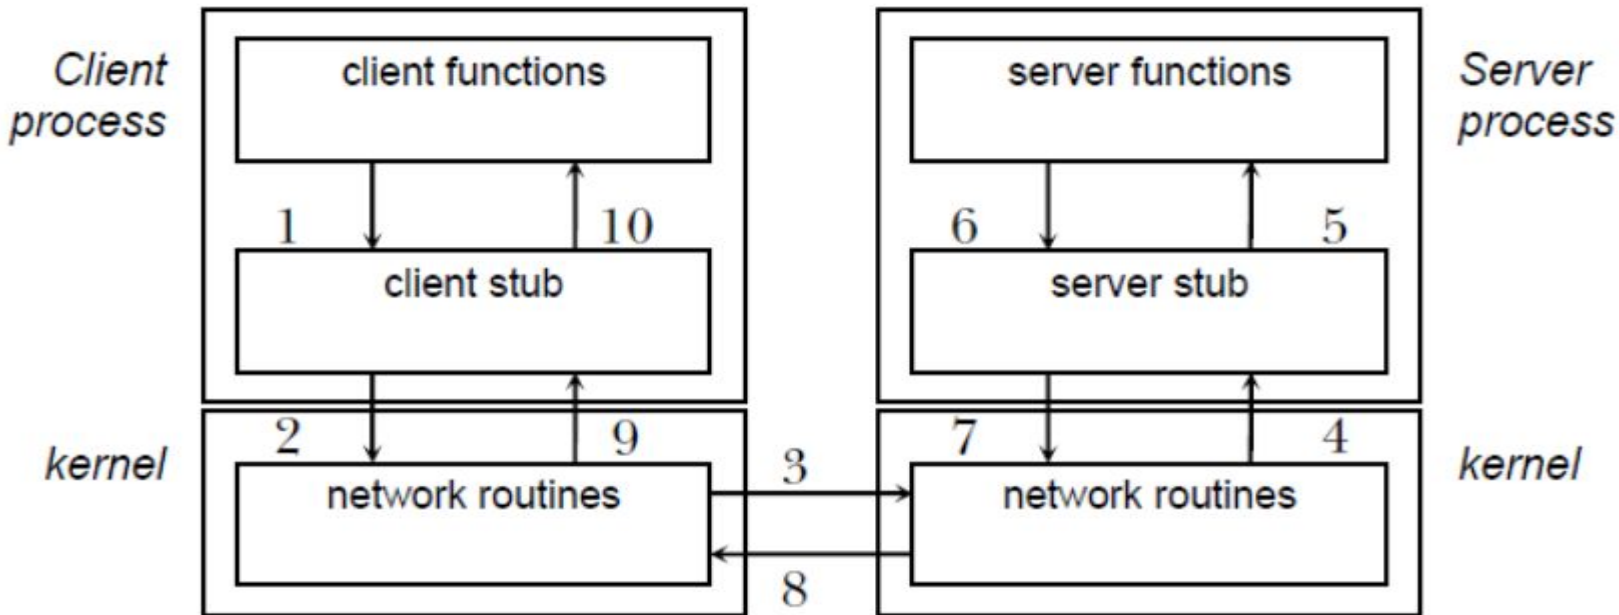 Client
process
client functions
1
10
client stub
server functions
6
5
server stub
Server
process
kernel
2
9
network routines
3
8
7
4
network routines
kernel